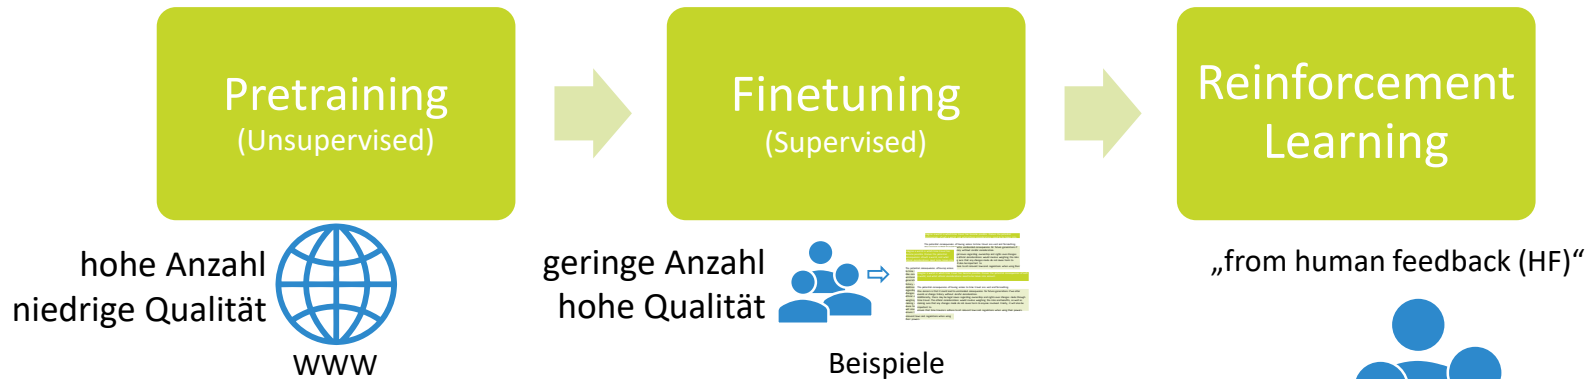 Pretraining
(Unsupervised)
Finetuning
(Supervised)
Reinforcement
Learning
hohe Anzahl
niedrige Qualität
www
geringe Anzahl
hohe Qualität
Beispiele
„from human feedback (HF)“